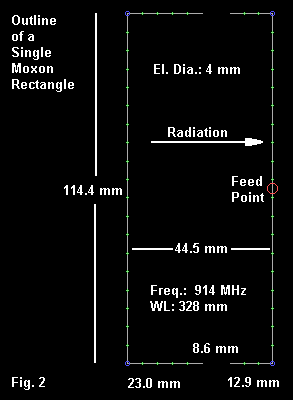 Outline
of a
Single
Moxon
Rectangle
El. Dia.: 4 mm
Radiation
114.4 mm
Feed
Point
44.5 mm
Freq.: 914 MHz
WL: 328 mm
8.6 mm
Fig. 2
23.0 mm
12.9 mm